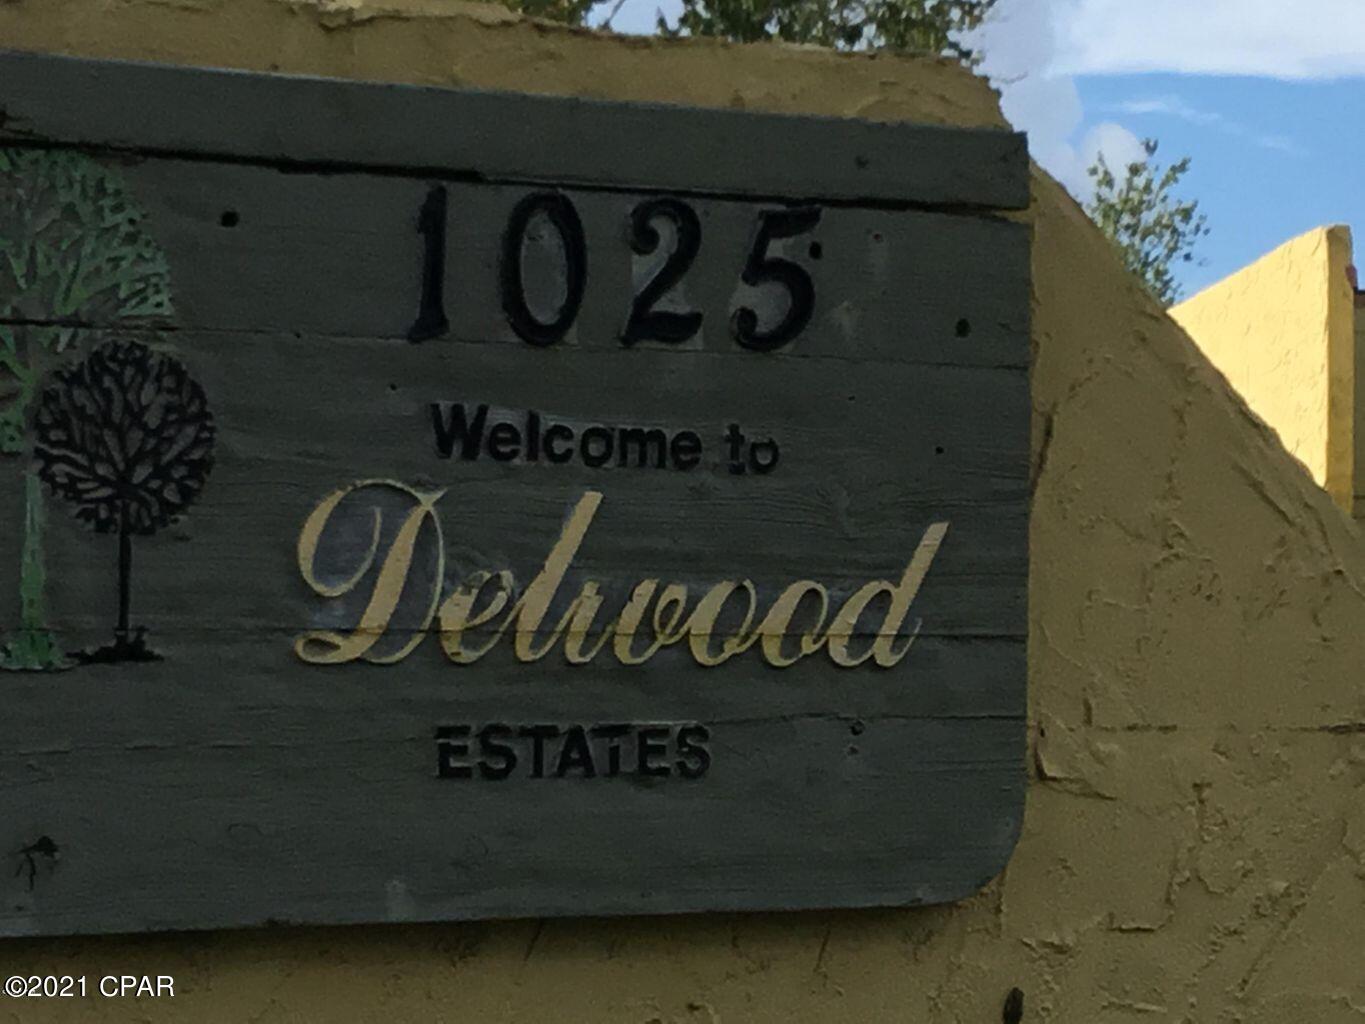 1025
Welcome to
Delwood
ESTATES
©2021 CPAR